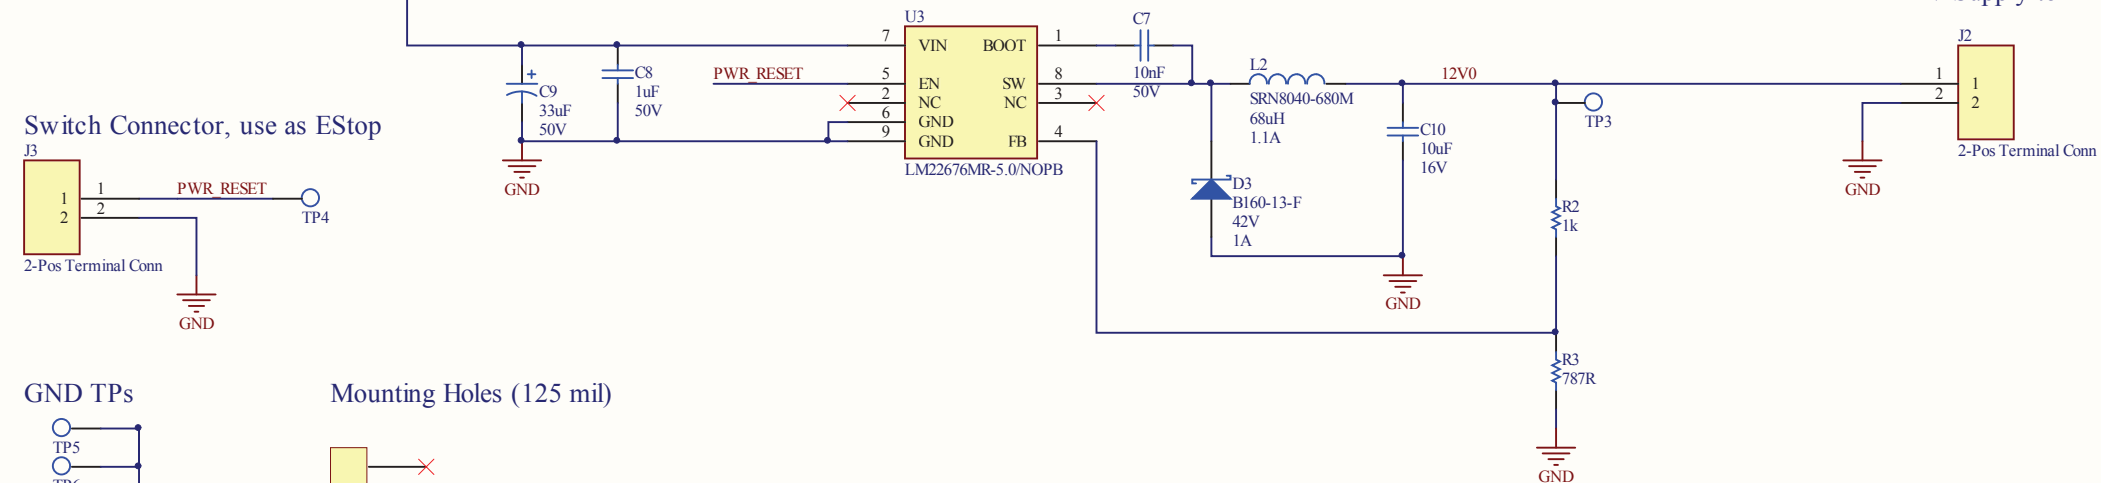 U3
C7
J2
7
VIN
BOOT
1
PWR_RESET
5
EN
SW
8
10nF
50V
L2
12V0
1
1
2
NC
NC
3
2
2
C9
33uF
50V
C8
1uF
50V
6
GND
9
GND
FB
4
LM22676MR-5.0/NOPB
SRN8040-680M
68uH
1.1A
C10
10uF
16V
TP3
2-Pos Terminal Conn
GND
GND
Switch Connector, use as EStop
J3
1
1
PWR_RESET
2
2
TP4
2-Pos Terminal Conn
GND
D3
B160-13-F
42V
1A
GND
R2
1k
R3
787R
GND
GND TPs
TP5
Mounting Holes (125 mil)